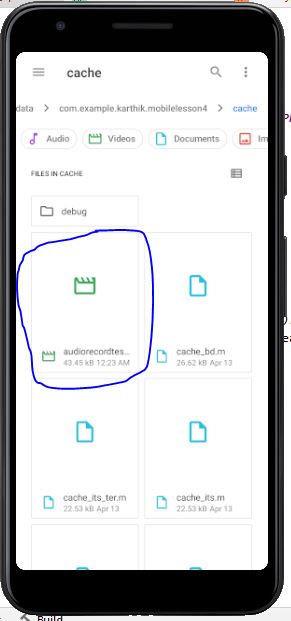 cache
data > com.example.karthik.mobilelesson4 > cache
Audio Videos Documents Im
FILES IN CACHE
debug
audiorecordtes...
43.45 kB 12:23 AM
cache_bd.m
26.62 kB Apr 13
cache_its_ter.m
22.53 kB Apr 13
cache_its.m
22.53 kB Apr 13
Build